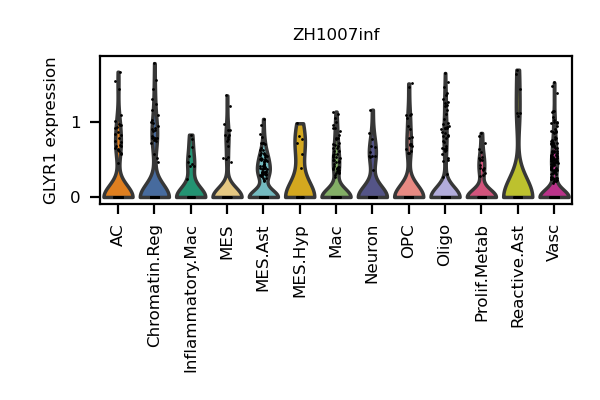 ZH1007inf
GLYR1 expression
1
0
AC
Chromatin.Reg
Inflammatory.Mac
MES
MES.Ast
MES.Hyp
Mac
Neuron
OPC
Oligo
Prolif.Metab
Reactive.Ast
Vasc